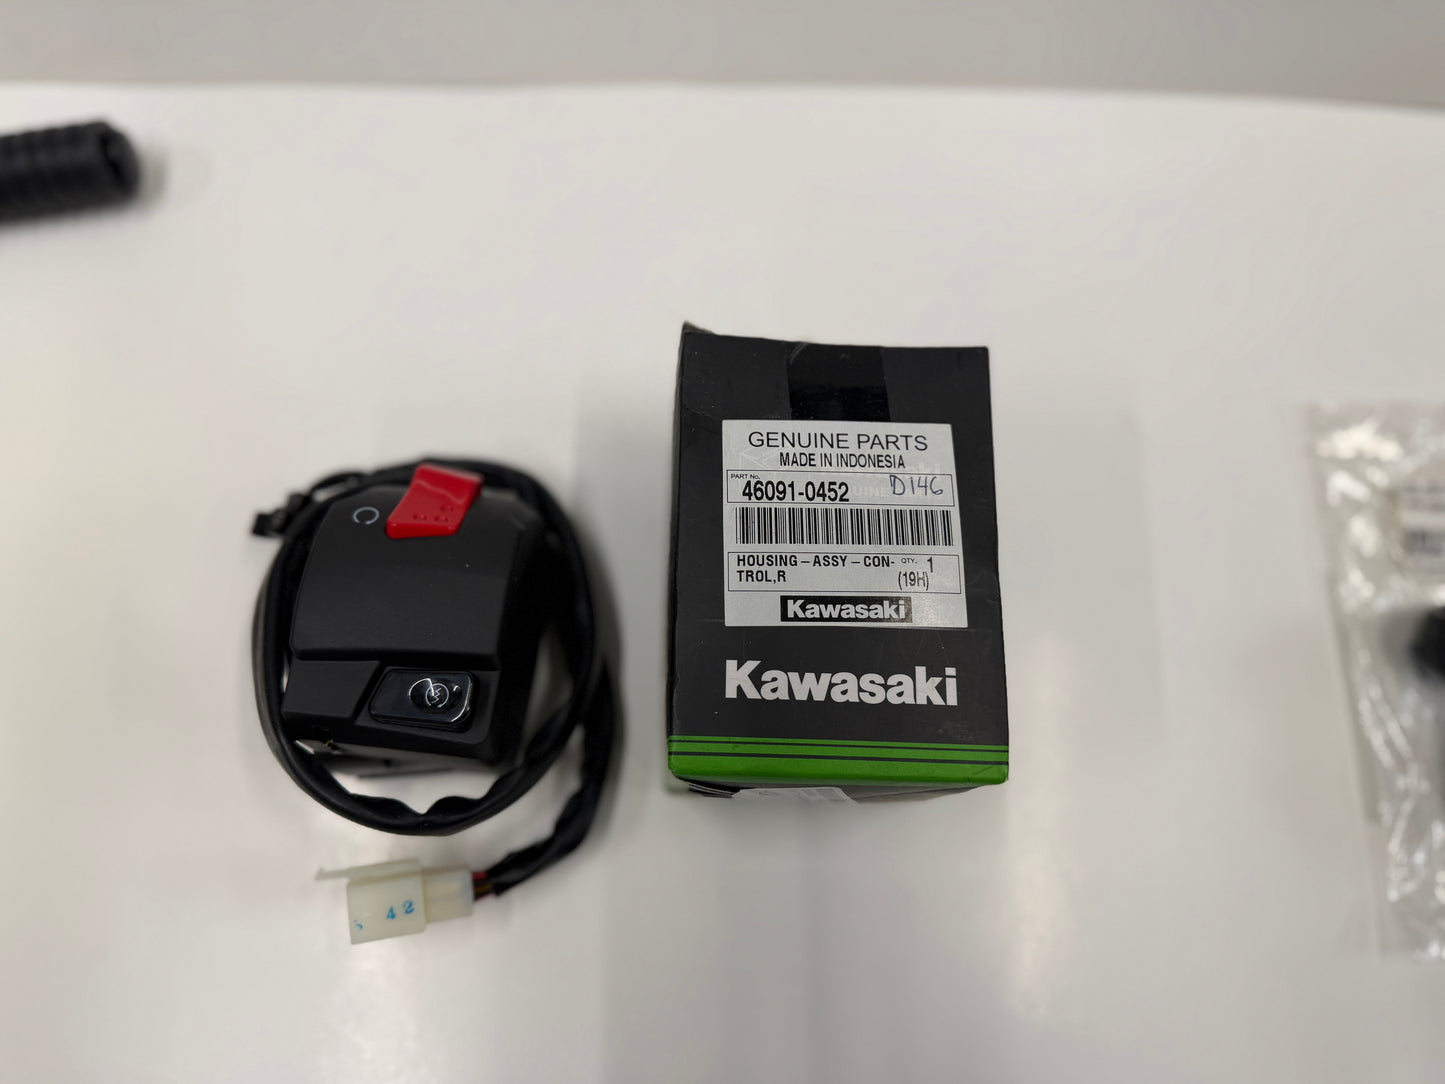 GENUINE PARTS
MADE IN INDONESIA
PART No.
46091-0452 D146
HOUSING-ASSY-CON- QTY. 1
TROL,R (19H)
Kawasaki
Kawasaki
42